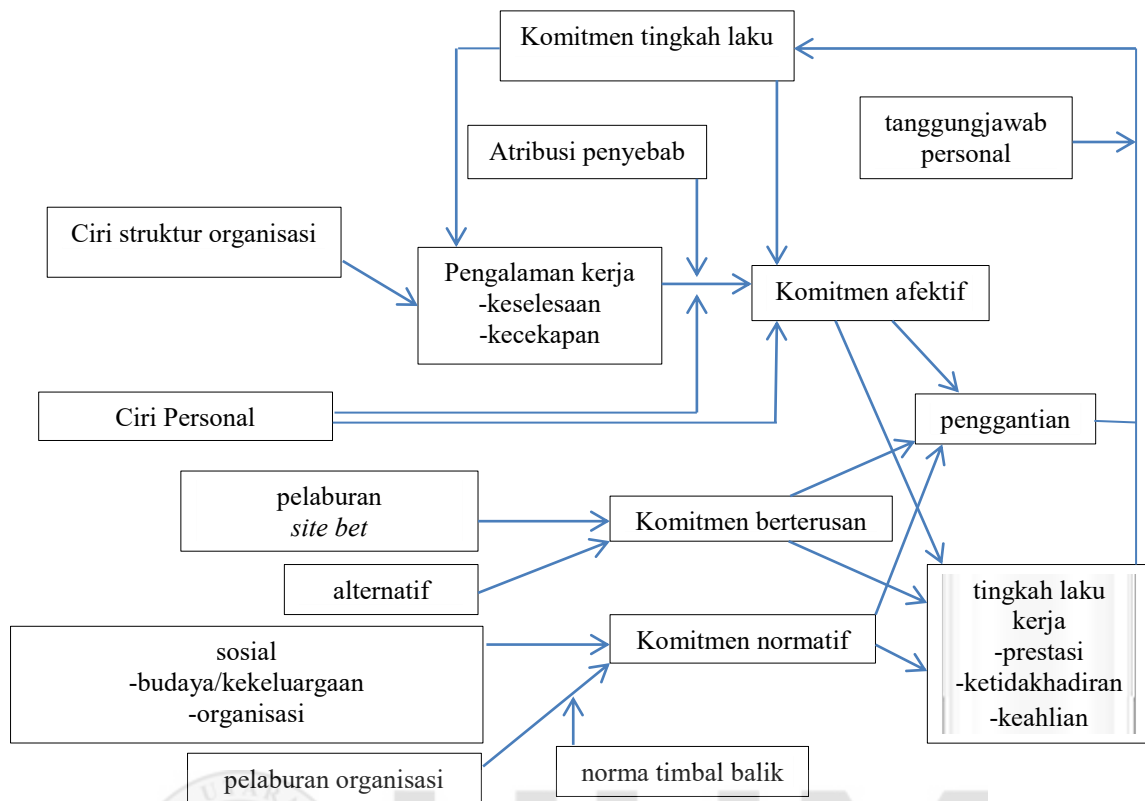 Komitmen tingkah laku
tanggungjawab
personal
Atribusi penyebab
Ciri struktur organisasi
Pengalaman kerja
-keselesaan
-kecekapan
Komitmen afektif
Ciri Personal
penggantian
pelaburan
site bet
Komitmen berterusan
alternatif
tingkah laku
kerja
-prestasi
-ketidakhadiran
-keahlian
Komitmen normatif
sosial
-budaya/kekeluargaan
-organisasi
pelaburan organisasi
norma timbal balik